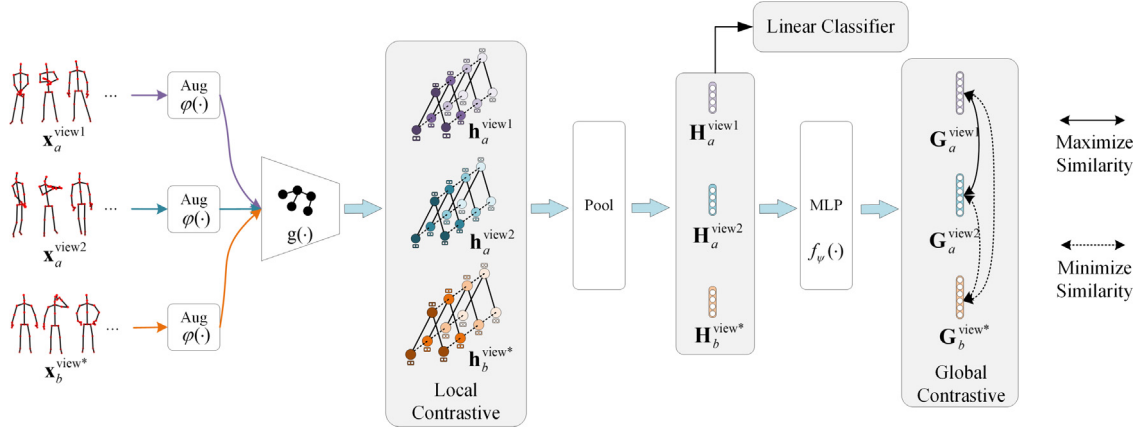 Linear Classifier
Aug
φ(·)
...
x_a^view1
Aug
φ(·)
...
x_a^view2
Aug
φ(·)
...
x_b^view*
g(·)
h_a^view1
h_a^view2
h_b^view*
Local
Contrastive
Pool
H_a^view1
H_a^view2
H_b^view*
MLP
f_ψ(·)
G_a^view1
G_a^view2
G_b^view*
Global
Contrastive
Maximize
Similarity
Minimize
Similarity